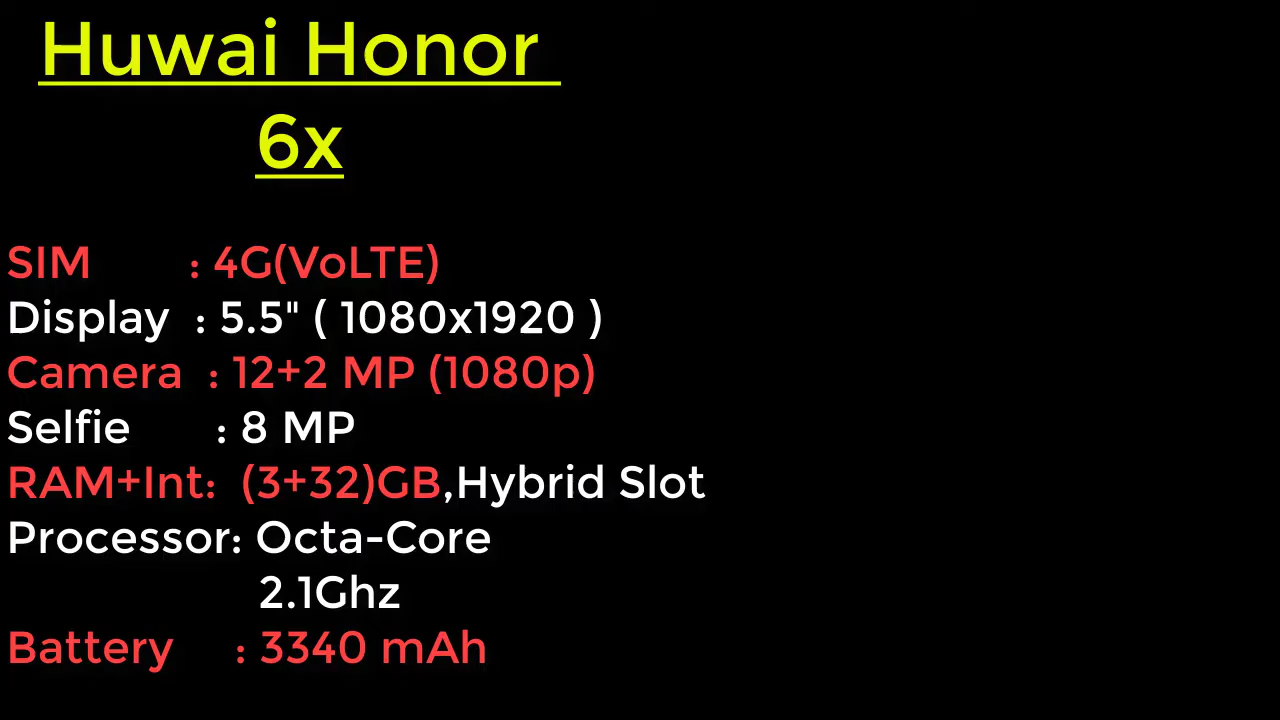 Huwai Honor
6x
SIM : 4G(VoLTE)
Display : 5.5" ( 1080x1920 )
Camera : 12+2 MP (1080p)
Selfie : 8 MP
RAM+Int: (3+32)GB,Hybrid Slot
Processor: Octa-Core
2.1Ghz
Battery : 3340 mAh